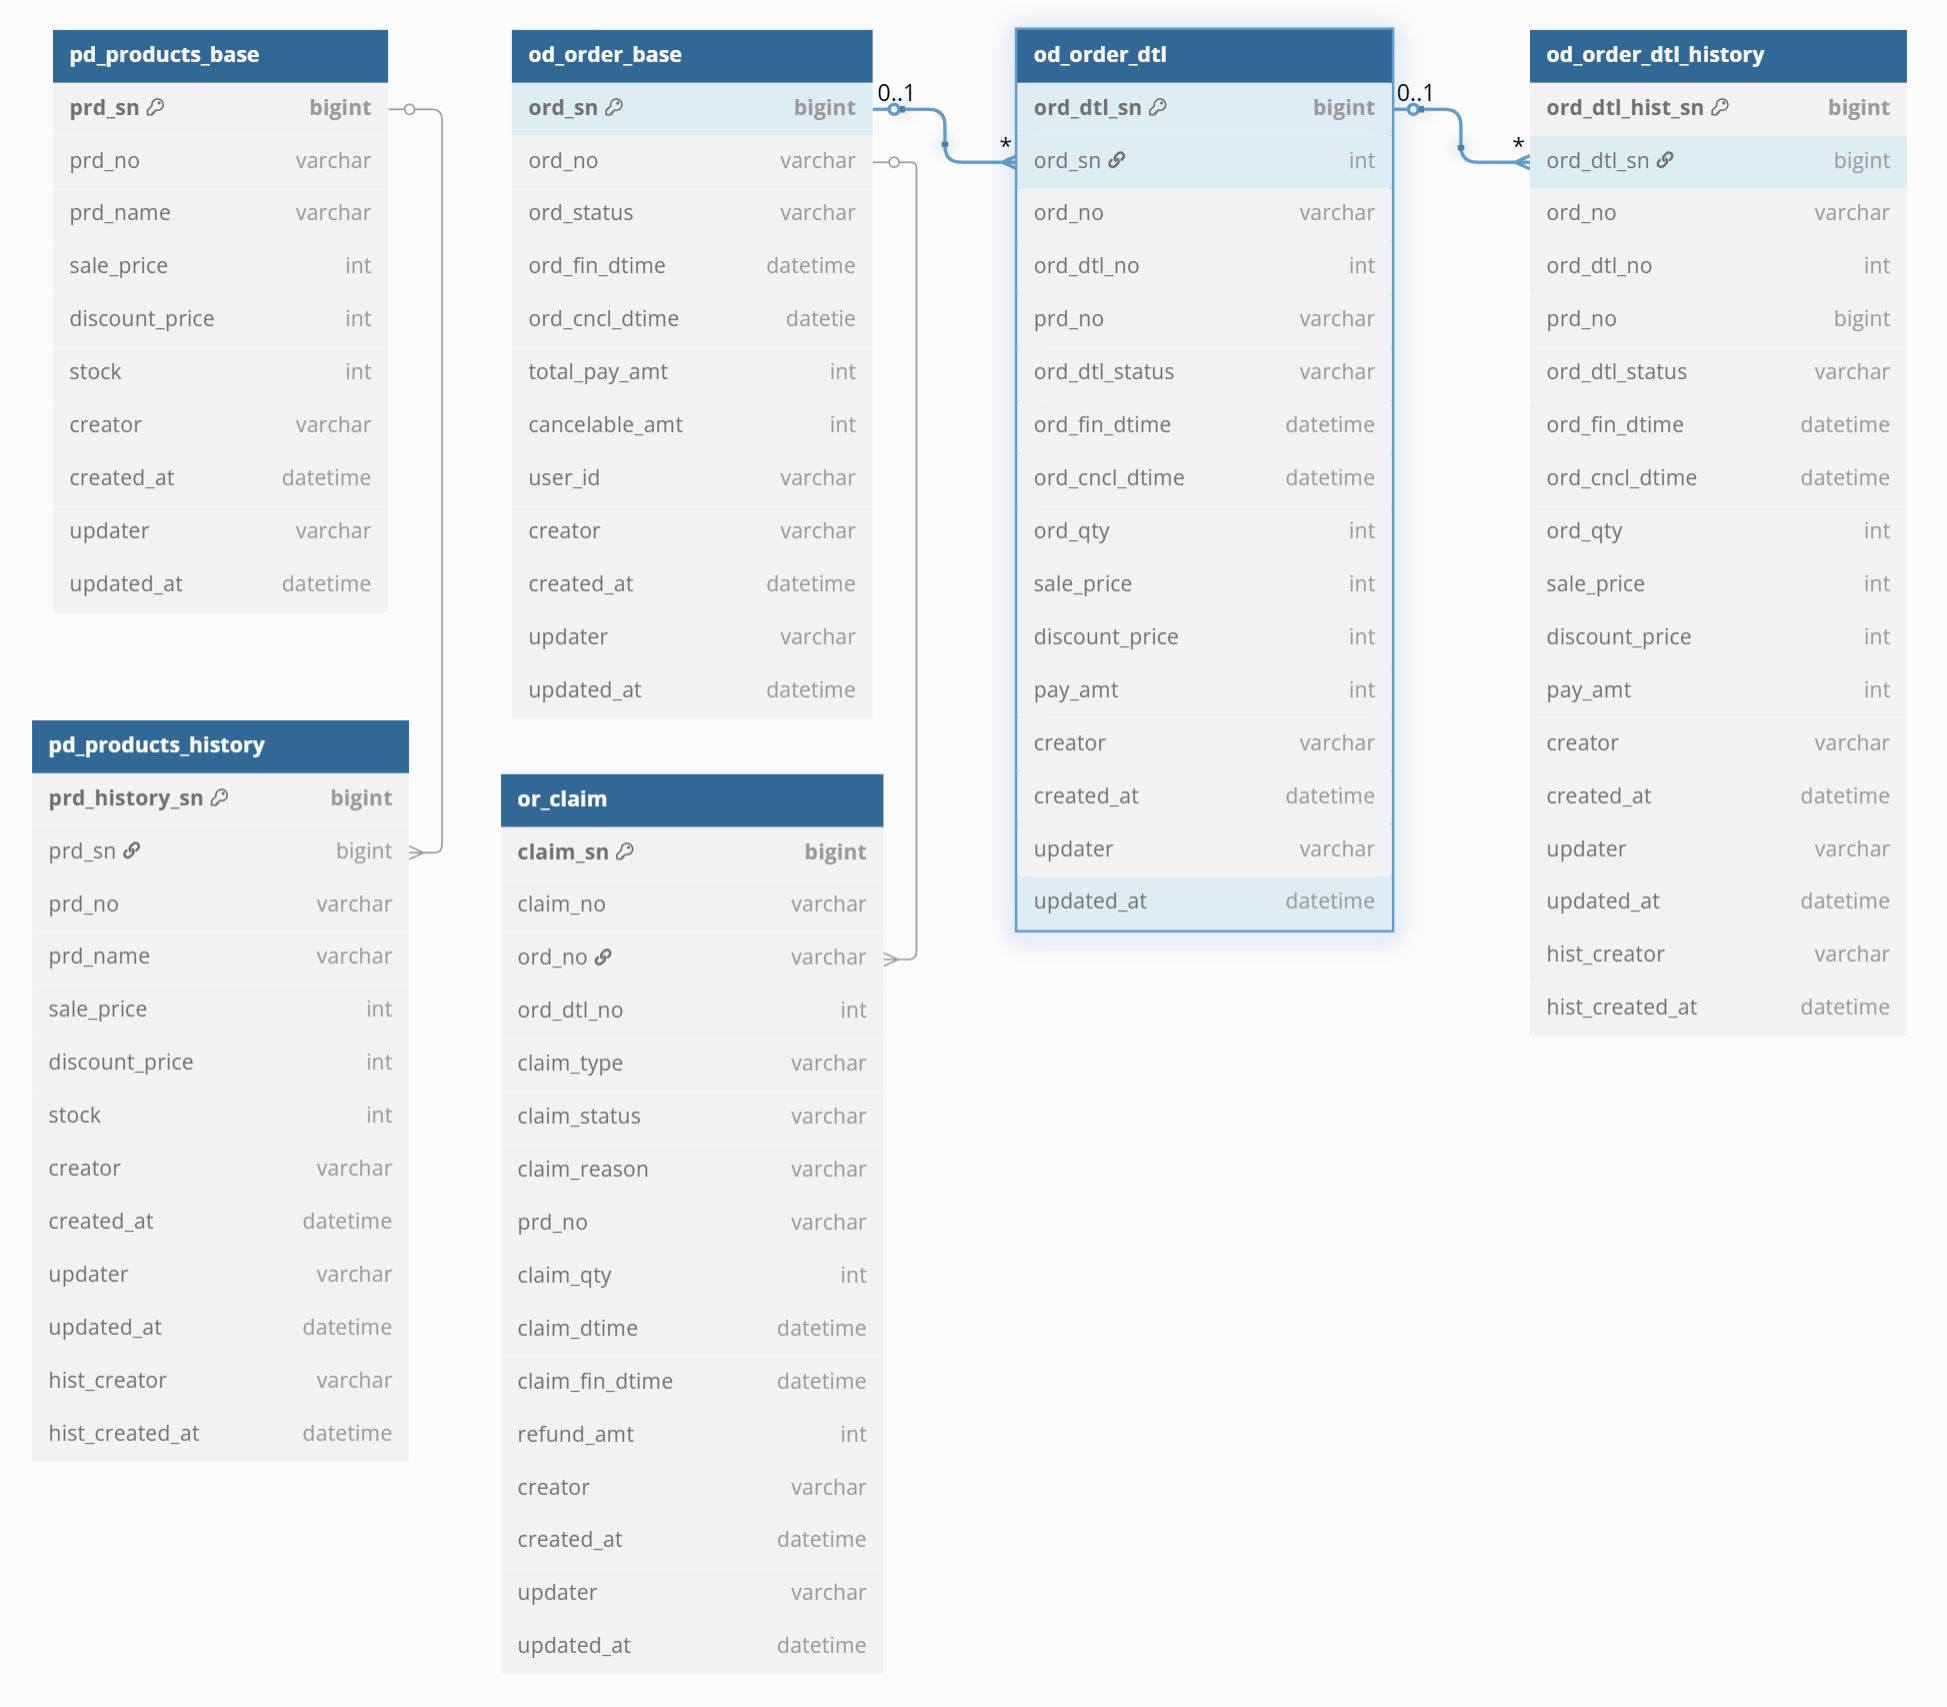 pd_products_base
prd_sn bigint
prd_no varchar
prd_name varchar
sale_price int
discount_price int
stock int
creator varchar
created_at datetime
updater varchar
updated_at datetime
pd_products_history
prd_history_sn bigint
prd_sn bigint
prd_no varchar
prd_name varchar
sale_price int
discount_price int
stock int
creator varchar
created_at datetime
updater varchar
updated_at datetime
hist_creator varchar
hist_created_at datetime
od_order_base
ord_sn bigint
ord_no varchar
ord_status varchar
ord_fin_dtime datetime
ord_cncl_dtime datetie
total_pay_amt int
cancelable_amt int
user_id varchar
creator varchar
created_at datetime
updater varchar
updated_at datetime
0..1
*
or_claim
claim_sn bigint
claim_no varchar
ord_no varchar
ord_dtl_no int
claim_type varchar
claim_status varchar
claim_reason varchar
prd_no varchar
claim_qty int
claim_dtime datetime
claim_fin_dtime datetime
refund_amt int
creator varchar
created_at datetime
updater varchar
updated_at datetime
od_order_dtl
ord_dtl_sn bigint
ord_sn int
ord_no varchar
ord_dtl_no int
prd_no varchar
ord_dtl_status varchar
ord_fin_dtime datetime
ord_cncl_dtime datetime
ord_qty int
sale_price int
discount_price int
pay_amt int
creator varchar
created_at datetime
updater varchar
updated_at datetime
0..1
*
od_order_dtl_history
ord_dtl_hist_sn bigint
ord_dtl_sn bigint
ord_no varchar
ord_dtl_no int
prd_no bigint
ord_dtl_status varchar
ord_fin_dtime datetime
ord_cncl_dtime datetime
ord_qty int
sale_price int
discount_price int
pay_amt int
creator varchar
created_at datetime
updater varchar
updated_at datetime
hist_creator varchar
hist_created_at datetime